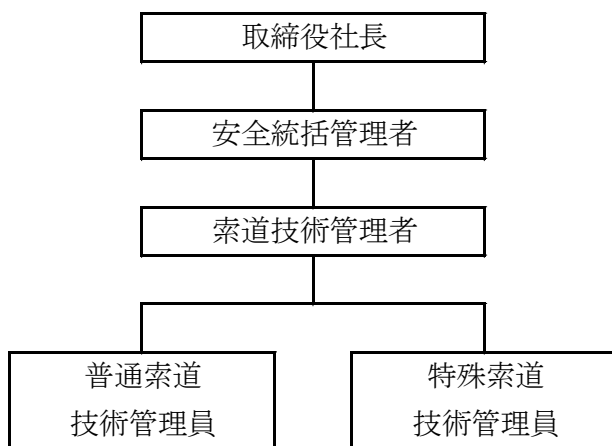 取締役社長
安全統括管理者
索道技術管理者
普通索道
技術管理員
特殊索道
技術管理員